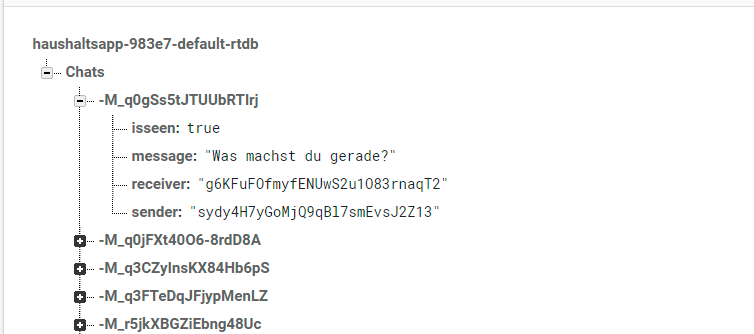 haushaltsapp-983e7-default-rtdb
Chats
-M_q0gSs5tJTUUbRTIrj
isseen: true
message: "Was machst du gerade?"
receiver: "g6KFuFOfmyfENUwS2u1O83rnaqT2"
sender: "sydy4H7yGoMjQ9qBl7smEvsJ2Z13"
-M_q0jFXt40O6-8rdD8A
-M_q3CZyInsKX84Hb6pS
-M_q3FTeDqJFjypMenLZ
-M_r5jkXBGZiEbng48Uc